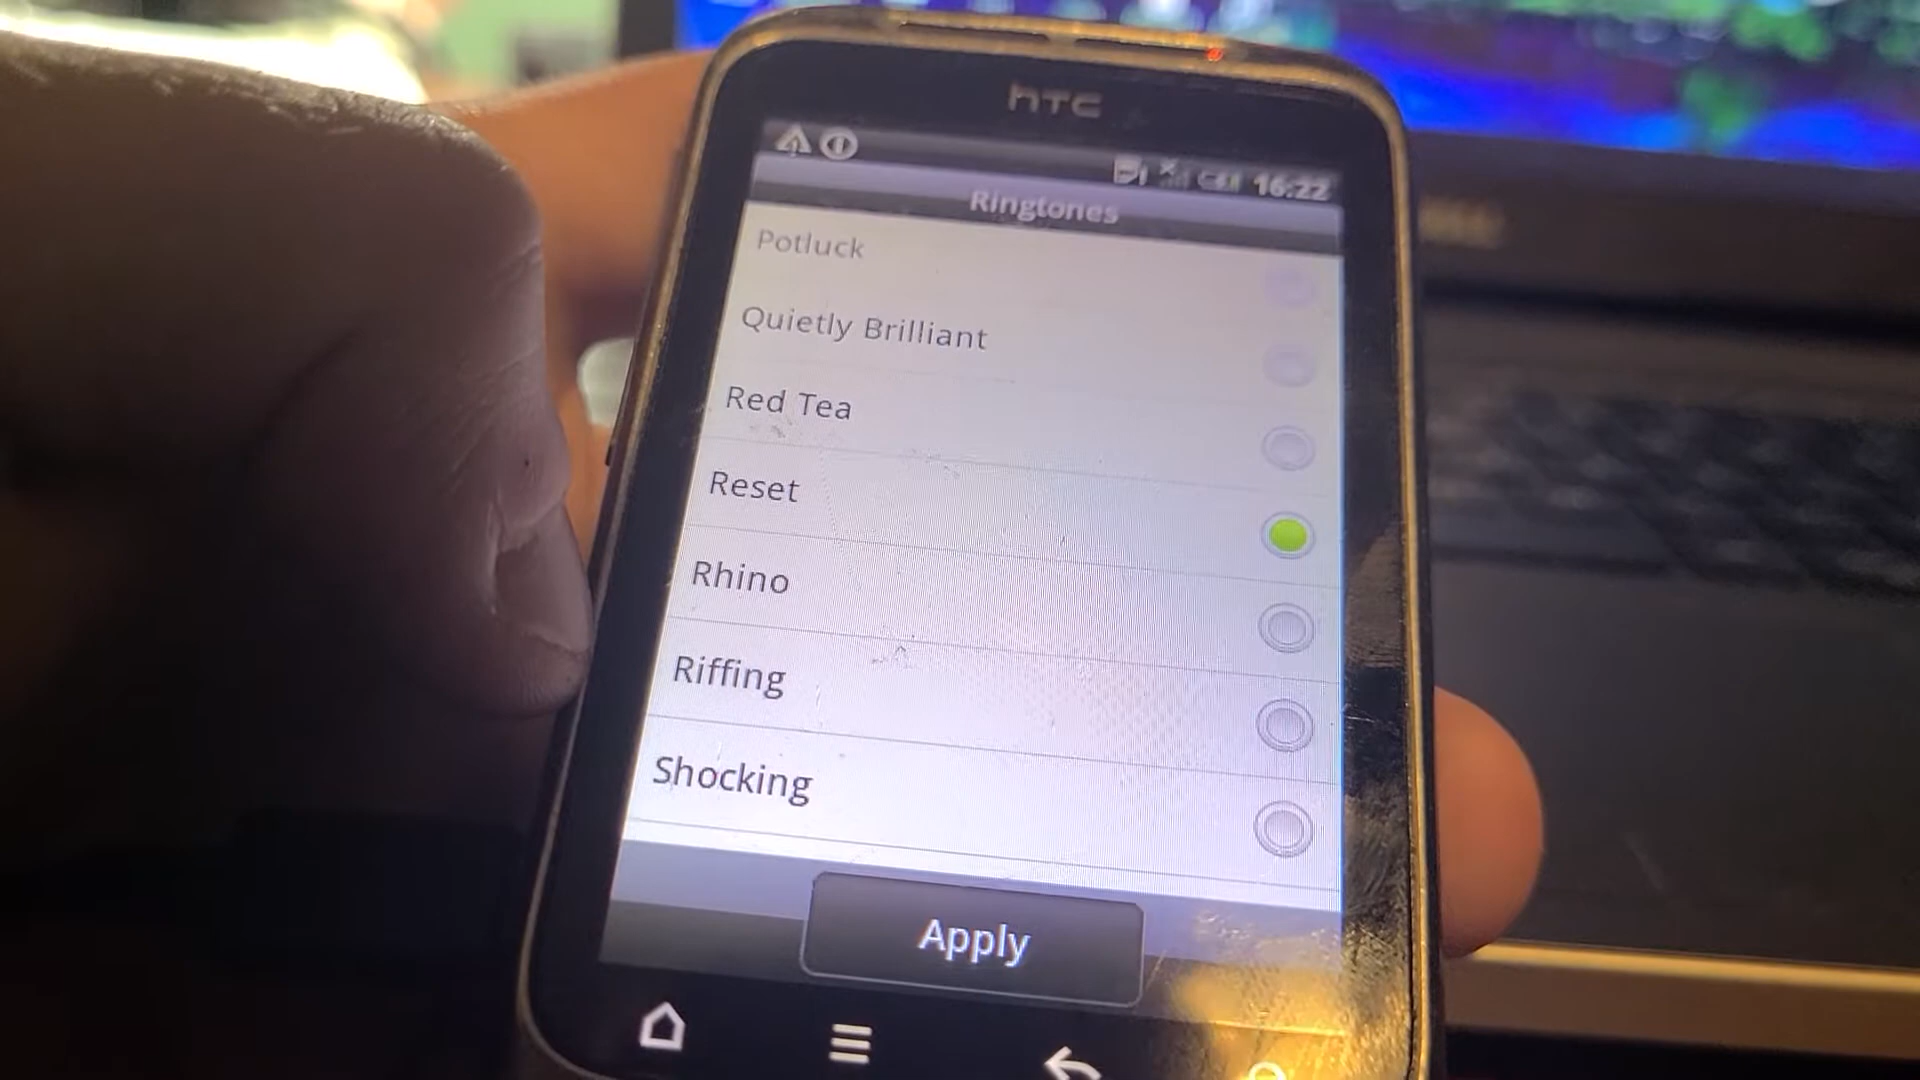 hTC
16:22
Ringtones
Potluck
Quietly Brilliant
Red Tea
Reset
Rhino
Riffing
Shocking
Apply